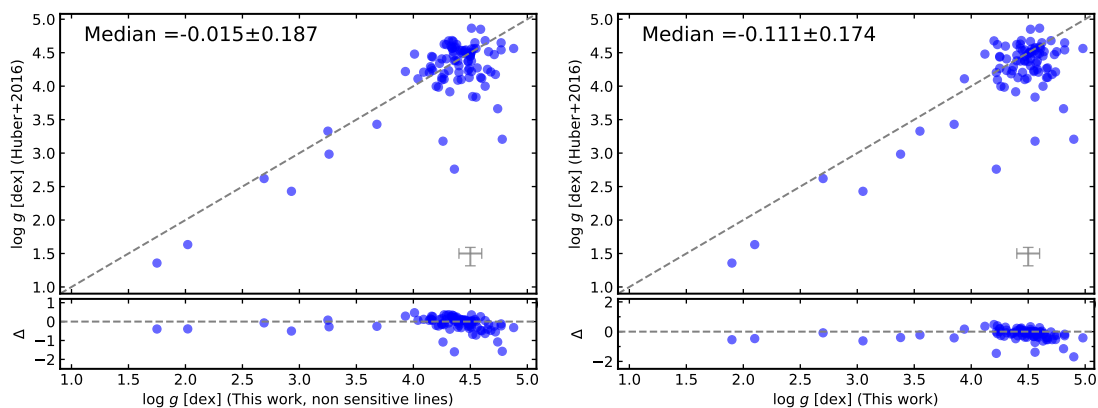 Median =-0.015±0.187
log g [dex] (Huber+2016)
5.0
4.5
4.0
3.5
3.0
2.5
2.0
1.5
1.0
1
0
−1
−2
Δ
1.0 1.5 2.0 2.5 3.0 3.5 4.0 4.5 5.0
log g [dex] (This work, non sensitive lines)
Median =-0.111±0.174
log g [dex] (Huber+2016)
5.0
4.5
4.0
3.5
3.0
2.5
2.0
1.5
1.0
2
0
−2
Δ
1.0 1.5 2.0 2.5 3.0 3.5 4.0 4.5 5.0
log g [dex] (This work)